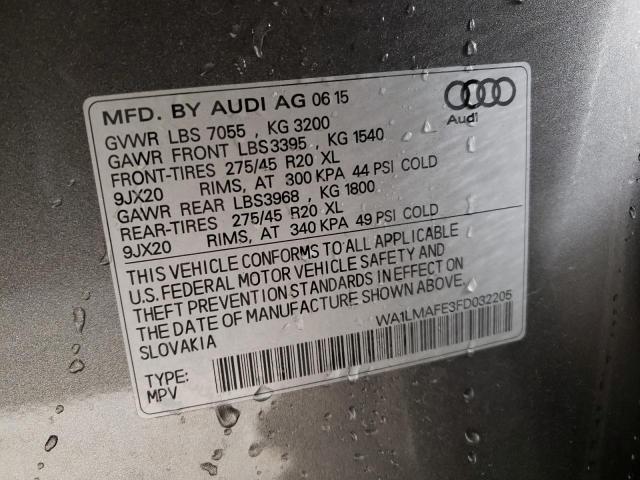 MFD. BY AUDI AG 06 15
Audi
GVWR LBS 7055 , KG 3200
GAWR FRONT LBS3395 , KG 1540
FRONT-TIRES 275/45 R20 XL
9JX20 RIMS, AT 300 KPA 44 PSI COLD
GAWR REAR LBS3968 , KG 1800
REAR-TIRES 275/45 R20 XL
9JX20 RIMS, AT 340 KPA 49 PSI COLD
THIS VEHICLE CONFORMS TO ALL APPLICABLE
U.S. FEDERAL MOTOR VEHICLE SAFETY AND
THEFT PREVENTION STANDARDS IN EFFECT ON
THE DATE OF MANUFACTURE SHOWN ABOVE.
SLOVAKIA
WA1LMAFE3FD032205
TYPE:
MPV